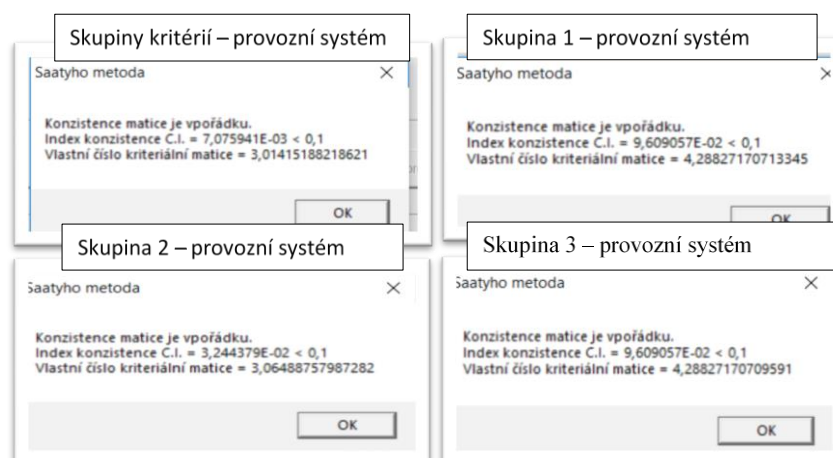 Skupiny kritérií – provozní systém
Saatyho metoda
Konzistence matice je vpořádku.
Index konzistence C.I. = 7,075941E-03 < 0,1
Vlastní číslo kriteriální matice = 3,01415188218621
OK
Skupina 1 – provozní systém
Saatyho metoda
Konzistence matice je vpořádku.
Index konzistence C.I. = 9,609057E-02 < 0,1
Vlastní číslo kriteriální matice = 4,28827170713345
OK
Skupina 2 – provozní systém
Saatyho metoda
Konzistence matice je vpořádku.
Index konzistence C.I. = 3,244379E-02 < 0,1
Vlastní číslo kriteriální matice = 3,06488757987282
OK
Skupina 3 – provozní systém
Saatyho metoda
Konzistence matice je vpořádku.
Index konzistence C.I. = 9,609057E-02 < 0,1
Vlastní číslo kriteriální matice = 4,28827170709591
OK